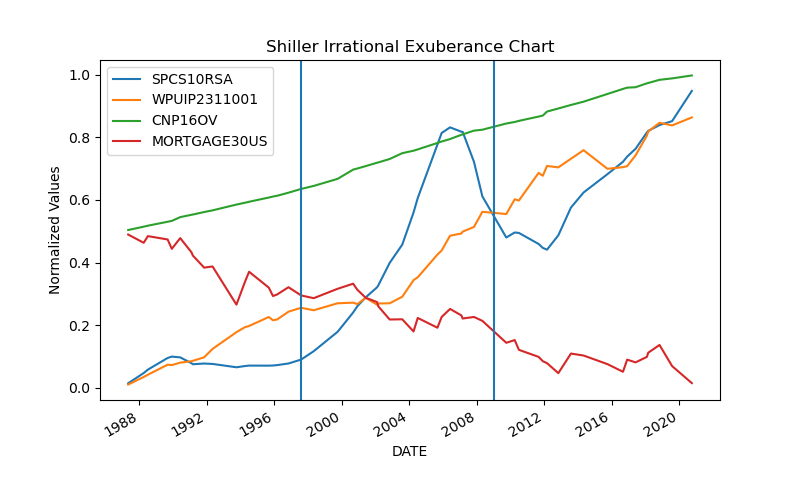 Shiller Irrational Exuberance Chart
SPCS10RSA
WPUIP2311001
CNP16OV
MORTGAGE30US
Normalized Values
1.0
0.8
0.6
0.4
0.2
0.0
1988 1992 1996 2000 2004 2008 2012 2016 2020
DATE